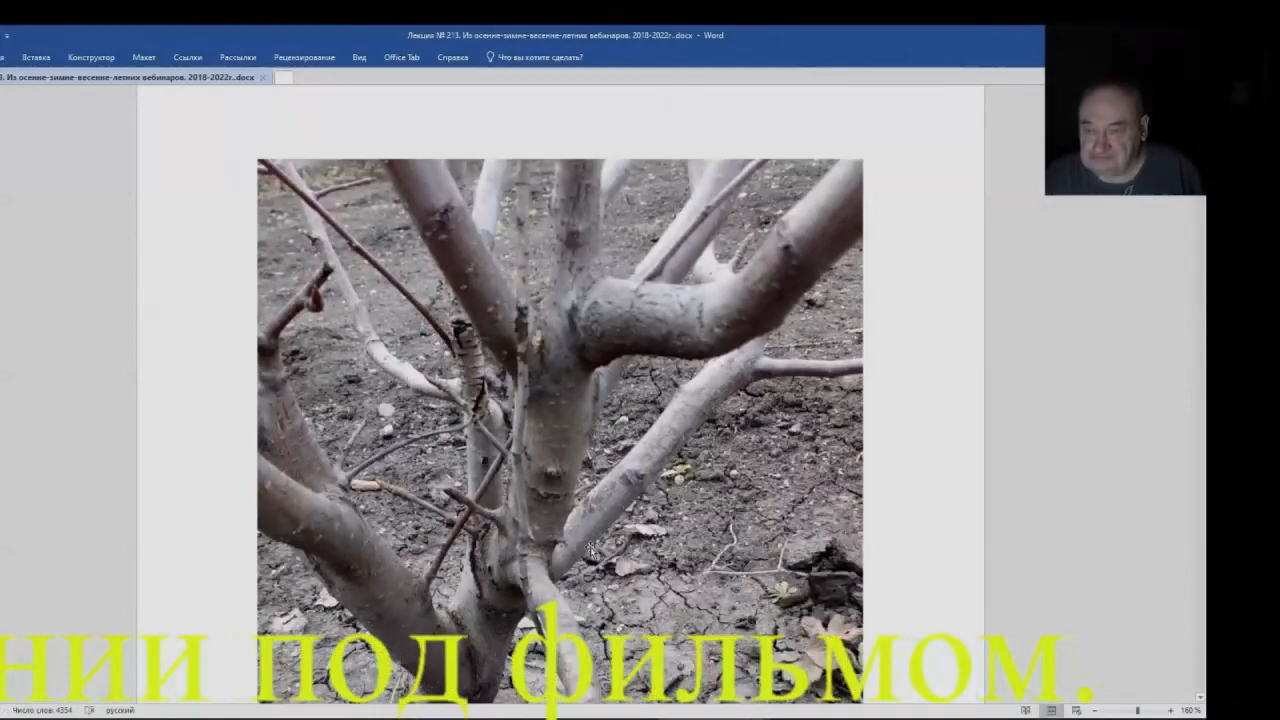 Лекция № 213. Из осенне-зимне-весенне-летних вебинаров. 2018-2022г..docx - Word
Вставка Конструктор Макет Ссылки Рассылки Рецензирование Вид Office Tab Справка Что вы хотите сделать?
3. Из осенне-зимне-весенне-летних вебинаров. 2018-2022г..docx
нии под фильмом.
Число слов: 4354 русский 160 %